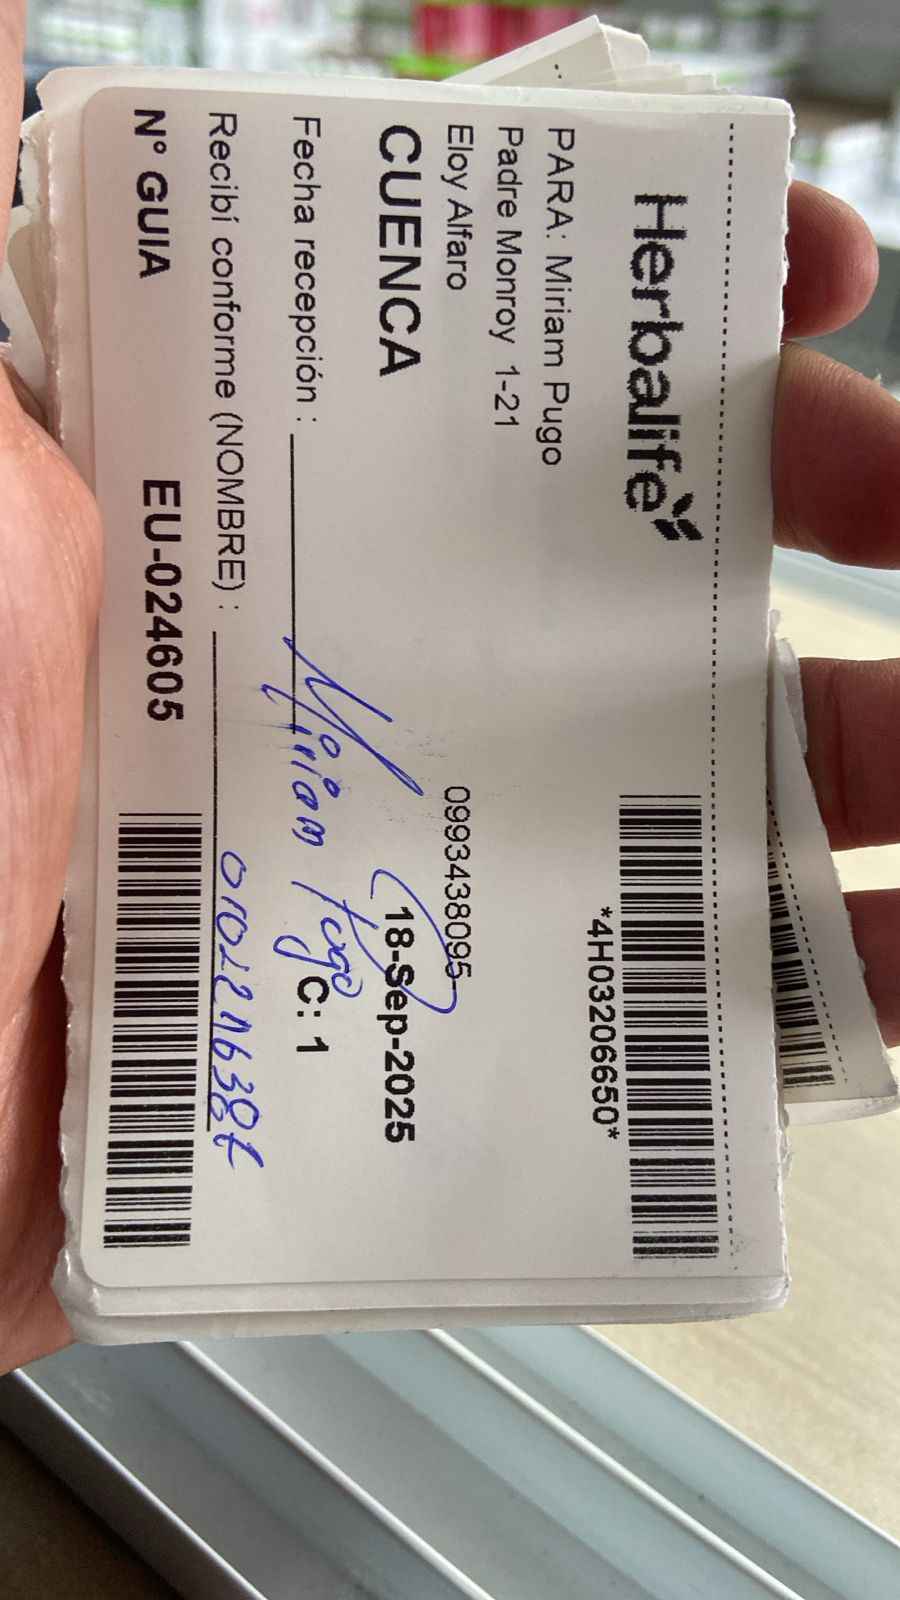 Herbalife
*4H03206650*
PARA: Miriam Pugo
Padre Monroy 1-21
Eloy Alfaro
0993438095
CUENCA
18-Sep-2025
Fecha recepción :
Miriam Pugo
C: 1
Recibí conforme (NOMBRE) :
N° GUIA
EU-024605